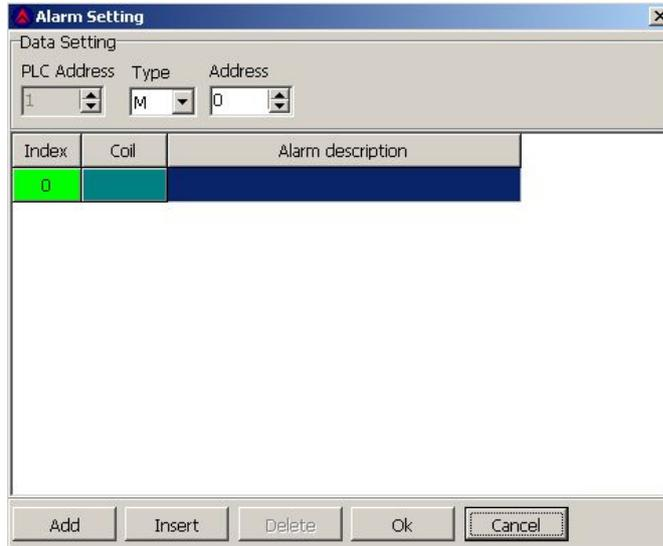 Alarm Setting
Data Setting
PLC Address Type Address
1 M 0
Index Coil Alarm description
0
Add Insert Delete Ok Cancel